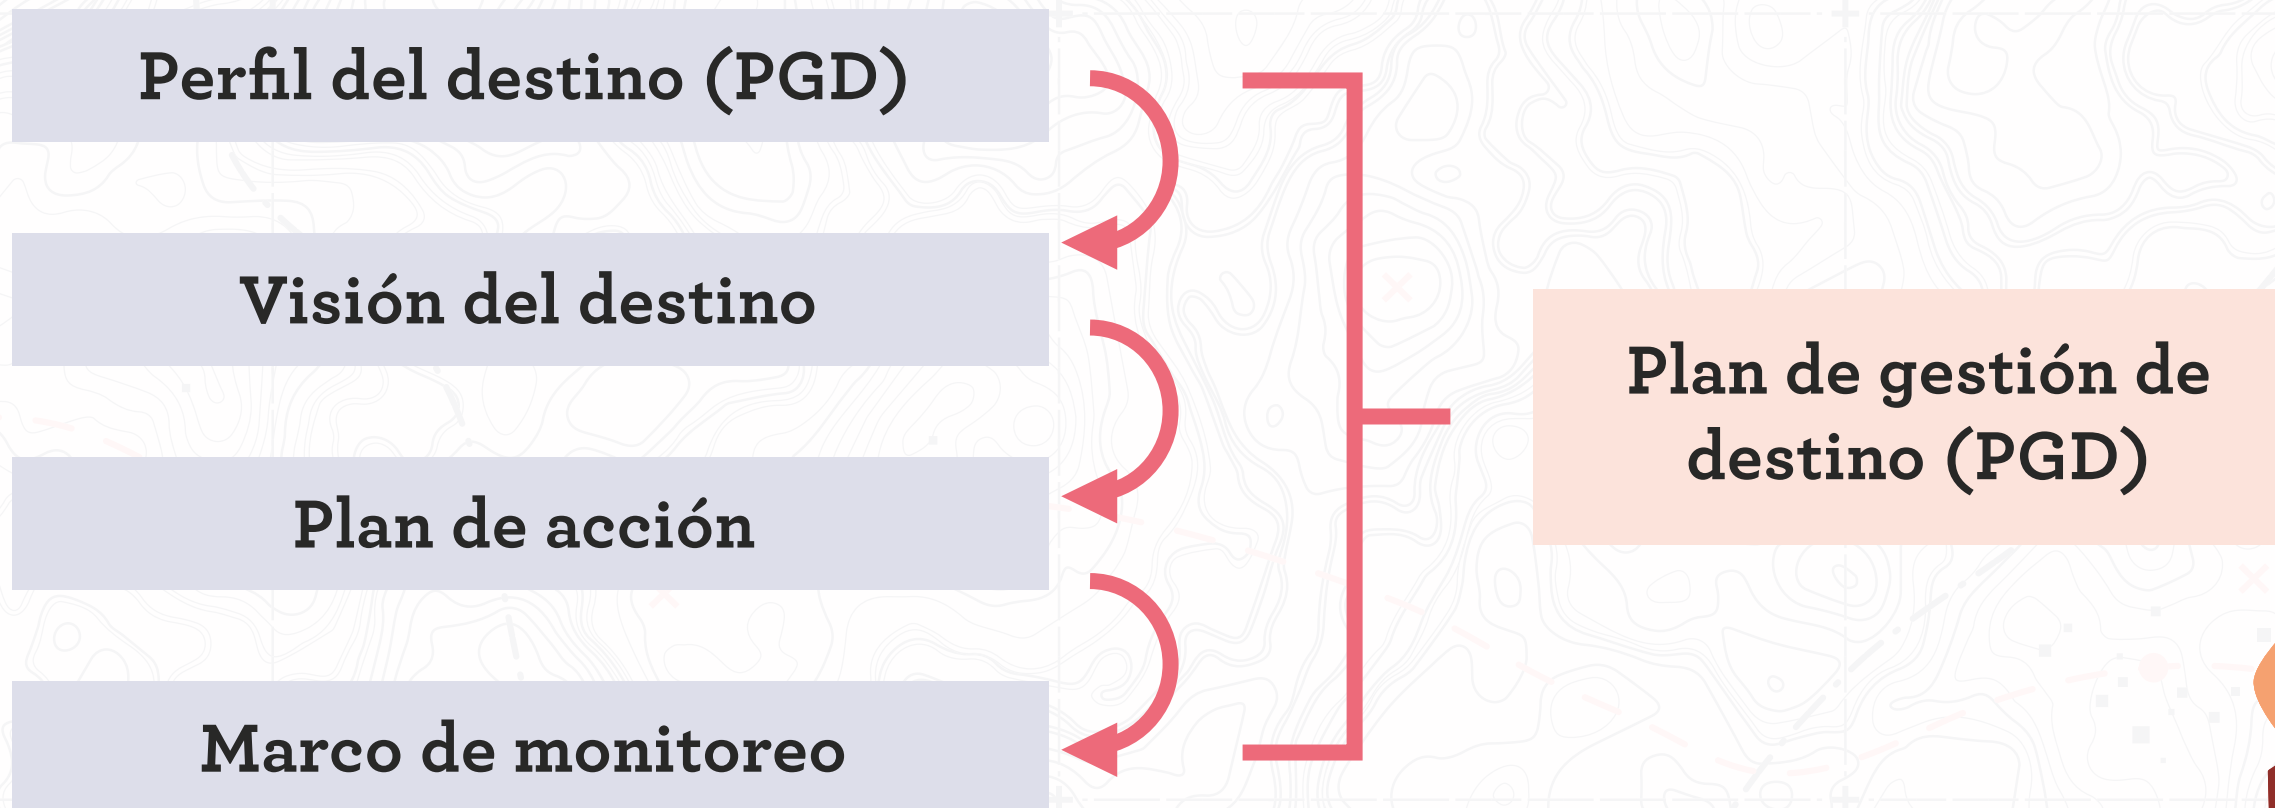 Perfil del destino (PGD)
Visión del destino
Plan de acción
Marco de monitoreo
Plan de gestión de
destino (PGD)